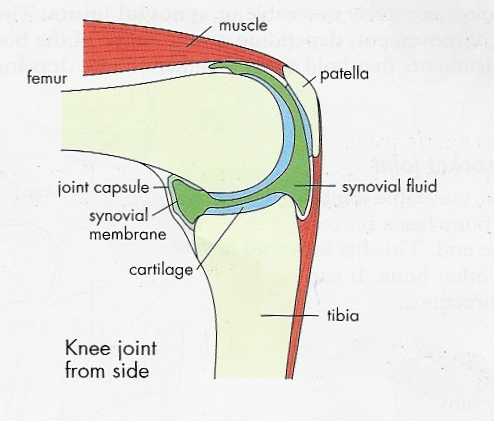 muscle
femur
patella
joint capsule
synovial fluid
synovial
membrane
cartilage
tibia
Knee joint
from side